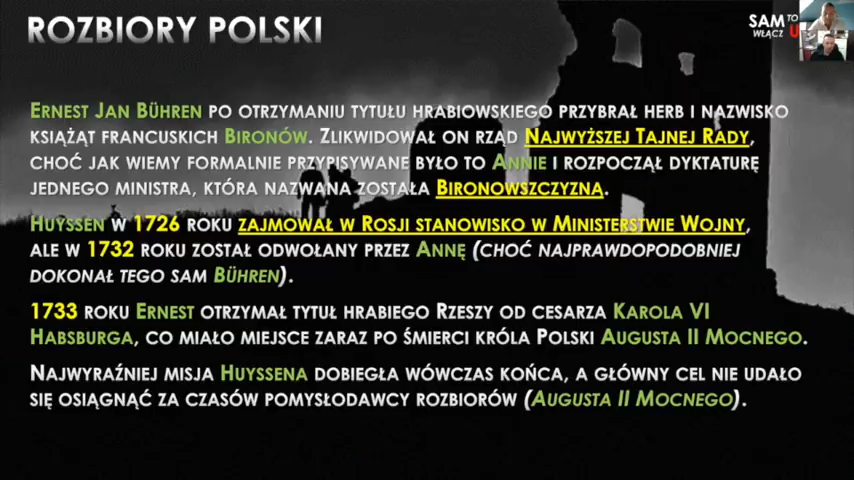 ROZBIORY POLSKI
SAM TO
WŁĄCZ U
ERNEST JAN BÜHREN PO OTRZYMANIU TYTUŁU HRABIOWSKIEGO PRZYBRAŁ HERB I NAZWISKO
KSIĄŻĄT FRANCUSKICH BIRONÓW. ZLIKWIDOWAŁ ON RZĄD NAJWYŻSZEJ TAJNEJ RADY,
CHOĆ JAK WIEMY FORMALNIE PRZYPISYWANE BYŁO TO ANNIE I ROZPOCZĄŁ DYKTATURĘ
JEDNEGO MINISTRA, KTÓRA NAZWANA ZOSTAŁA BIRONOWSZCZYZNĄ.
HUYSSEN W 1726 ROKU ZAJMOWAŁ W ROSJI STANOWISKO W MINISTERSTWIE WOJNY,
ALE W 1732 ROKU ZOSTAŁ ODWOŁANY PRZEZ ANNĘ (CHOĆ NAJPRAWDOPODOBNIEJ
DOKONAŁ TEGO SAM BÜHREN).
1733 ROKU ERNEST OTRZYMAŁ TYTUŁ HRABIEGO RZESZY OD CESARZA KAROLA VI
HABSBURGA, CO MIAŁO MIEJSCE ZARAZ PO ŚMIERCI KRÓLA POLSKI AUGUSTA II MOCNEGO.
NAJWYRAŹNIEJ MISJA HUYSSENA DOBIEGŁA WÓWCZAS KOŃCA, A GŁÓWNY CEL NIE UDAŁO
SIĘ OSIĄGNĄĆ ZA CZASÓW POMYSŁODAWCY ROZBIORÓW (AUGUSTA II MOCNEGO).